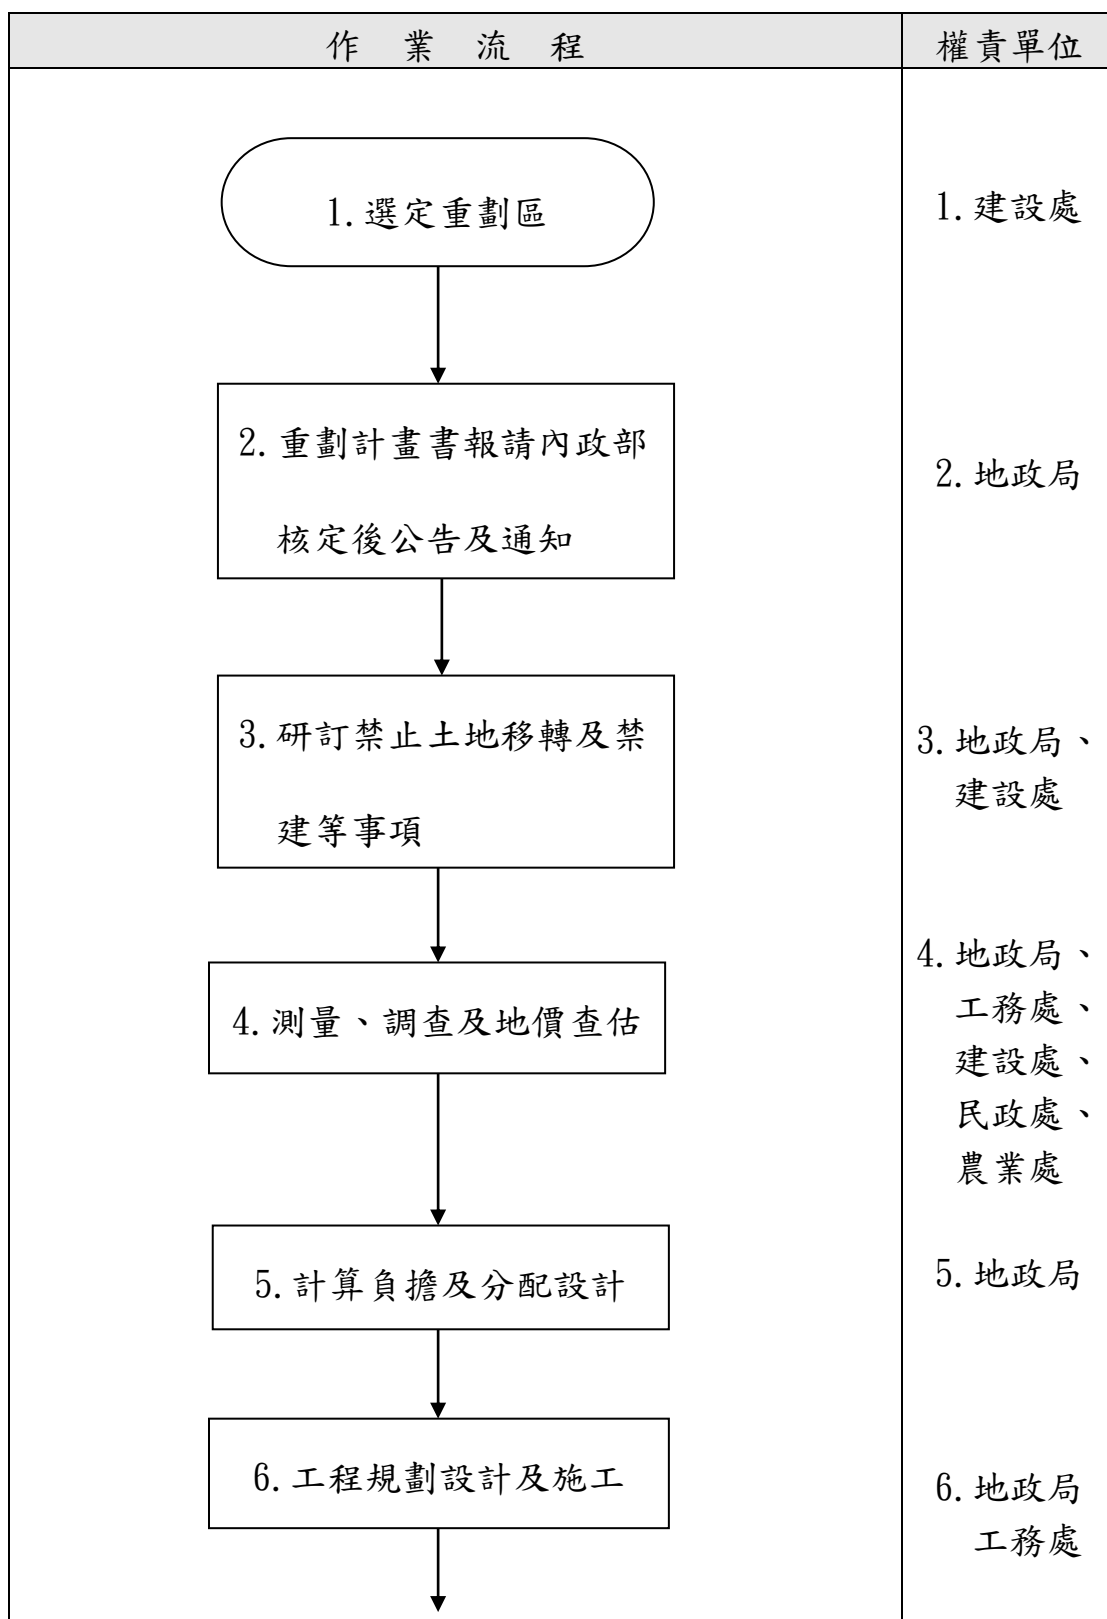 作 業 流 程
權責單位
1.選定重劃區
1.建設處
2.重劃計畫書報請內政部
核定後公告及通知
2.地政局
3.研訂禁止土地移轉及禁
建等事項
3.地政局、
建設處
4.測量、調查及地價查估
4.地政局、
工務處、
建設處、
民政處、
農業處
5.計算負擔及分配設計
5.地政局
6.工程規劃設計及施工
6.地政局
工務處